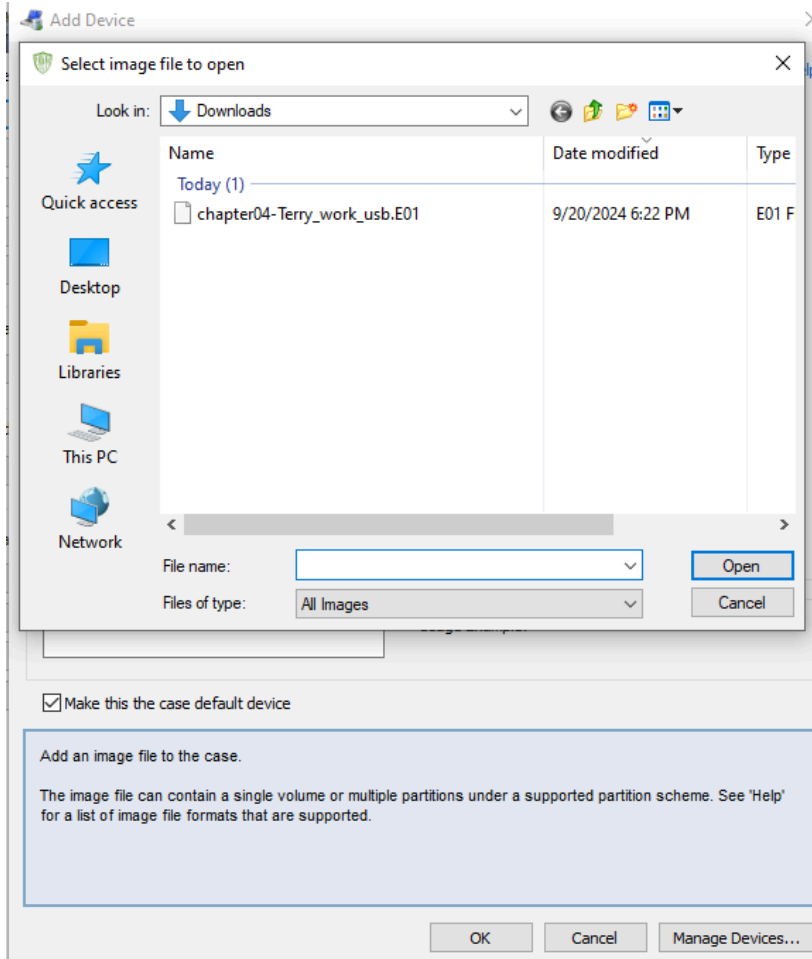 Add Device
Select image file to open
Look in: Downloads
Name Date modified Type
Today (1)
chapter04-Terry_work_usb.E01 9/20/2024 6:22 PM E01 F
Quick access
Desktop
Libraries
This PC
Network
File name: Open
Files of type: All Images Cancel
Make this the case default device
Add an image file to the case.
The image file can contain a single volume or multiple partitions under a supported partition scheme. See 'Help'
for a list of image file formats that are supported.
OK Cancel Manage Devices...